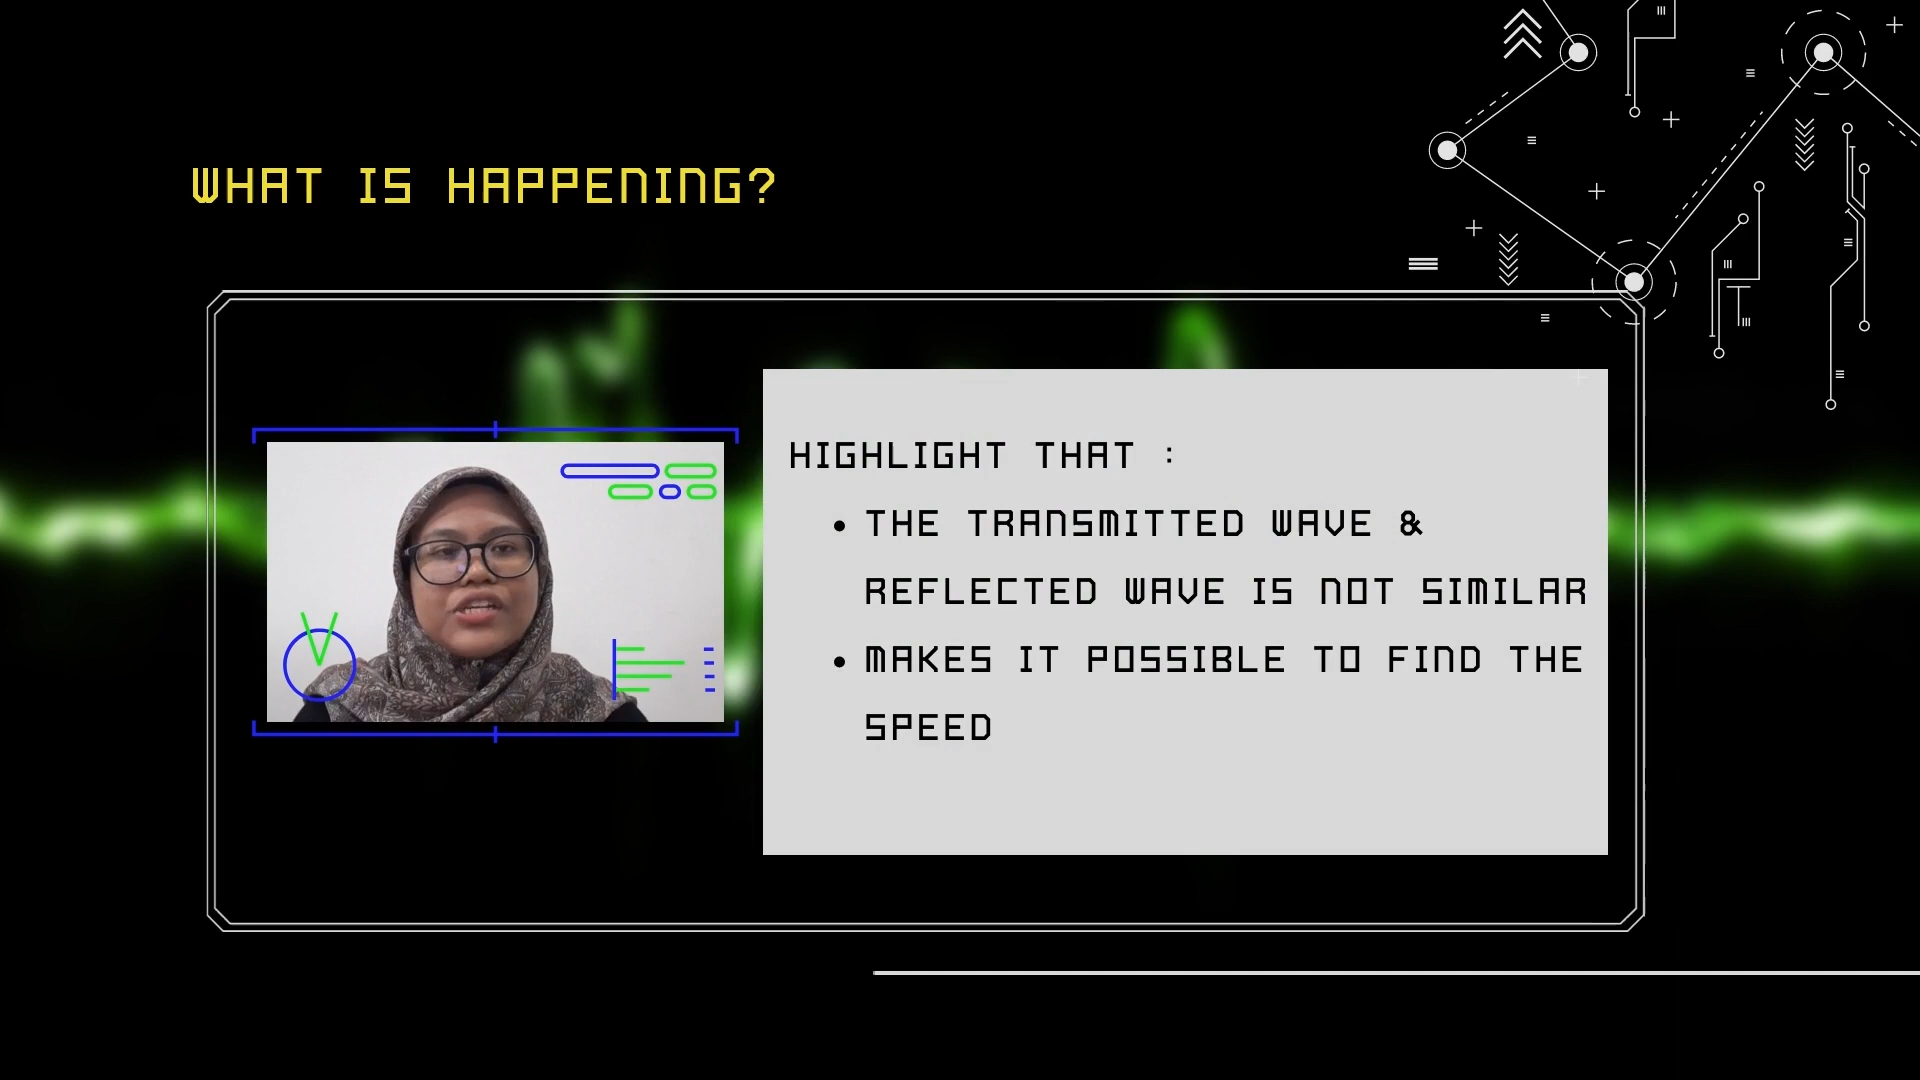 WHAT IS HAPPENING?
HIGHLIGHT THAT :
• THE TRANSMITTED WAVE &
REFLECTED WAVE IS NOT SIMILAR
• MAKES IT POSSIBLE TO FIND THE
SPEED